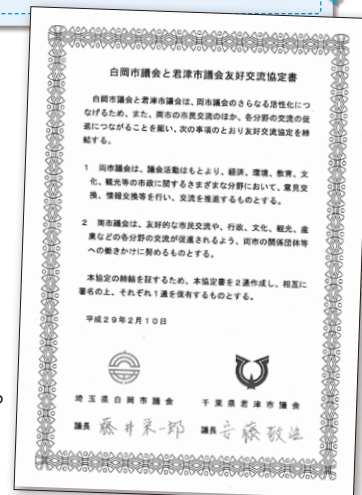 白岡市議会と君津市議会友好交流協定書
白岡市議会と君津市議会は、両市議会のさらなる活性化につ
なげるため、また、両市の市民交流のほか、各分野の交流の促
進につながることを願い、次の事項のとおり友好交流協定を締
結する。
1 両市議会は、議会活動はもとより、経済、環境、教育、文
化、観光等の市政に関するさまざまな分野において、意見交
換、情報交換等を行い、交流を推進するものとする。
2 両市議会は、友好的な市民交流や、行政、文化、観光、産
業などの各分野の交流が促進されるよう、両市の関係団体等
への働きかけに努めるものとする。
本協定の締結を証するため、本協定書を2通作成し、相互に
署名の上、それぞれ1通を保有するものとする。
平成29年2月10日
埼玉県白岡市議会 千葉県君津市議会
議長 藤井栄一郎 議長 安藤敬治
。